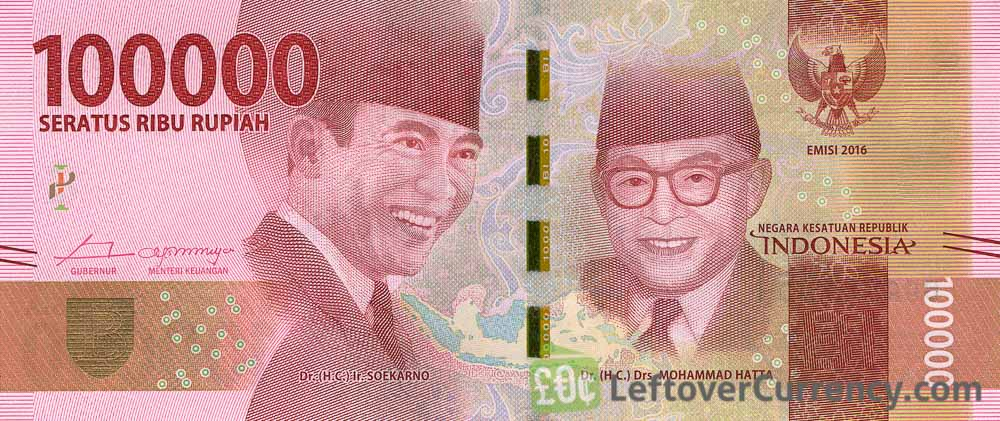 100000
SERATUS RIBU RUPIAH
EMISI 2016
NEGARA KESATUAN REPUBLIK
INDONESIA
GUBERNUR
MENTERI KEUANGAN
100000
Dr. (H.C.) Ir. SOEKARNO
Dr. (H.C.) Drs. MOHAMMAD HATTA
£0¢
LeftoverCurrency.com